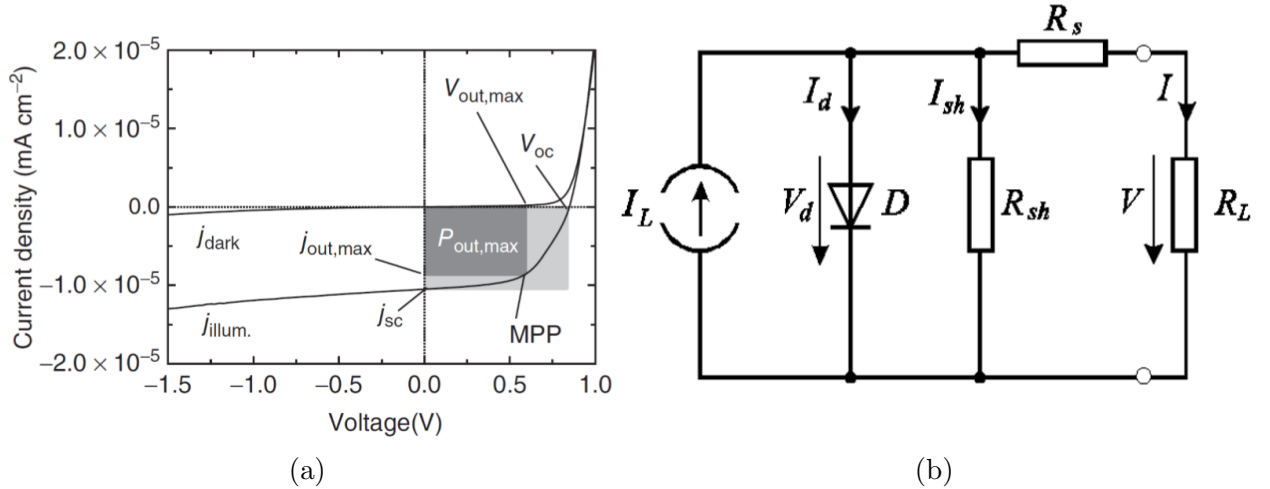 2.0 × 10⁻⁵
1.0 × 10⁻⁵
0.0
−1.0 × 10⁻⁵
−2.0 × 10⁻⁵
Current density (mA cm⁻²)
V_out,max
V_oc
j_dark
j_out,max
P_out,max
j_sc
j_illum.
MPP
−1.5 −1.0 −0.5 0.0 0.5 1.0
Voltage(V)
(a)
R_s
I_d I_sh I
I_L V_d D R_sh V R_L
(b)